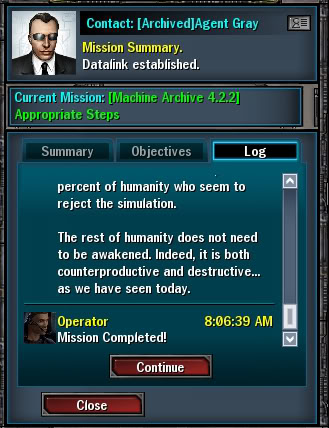 Contact: [Archived]Agent Gray
Mission Summary.
Datalink established.
Current Mission: [Machine Archive 4.2.2]
Appropriate Steps
Summary
Objectives
Log
percent of humanity who seem to
reject the simulation.
The rest of humanity does not need
to be awakened. Indeed, it is both
counterproductive and destructive...
as we have seen today.
Operator 8:06:39 AM
Mission Completed!
Continue
Close